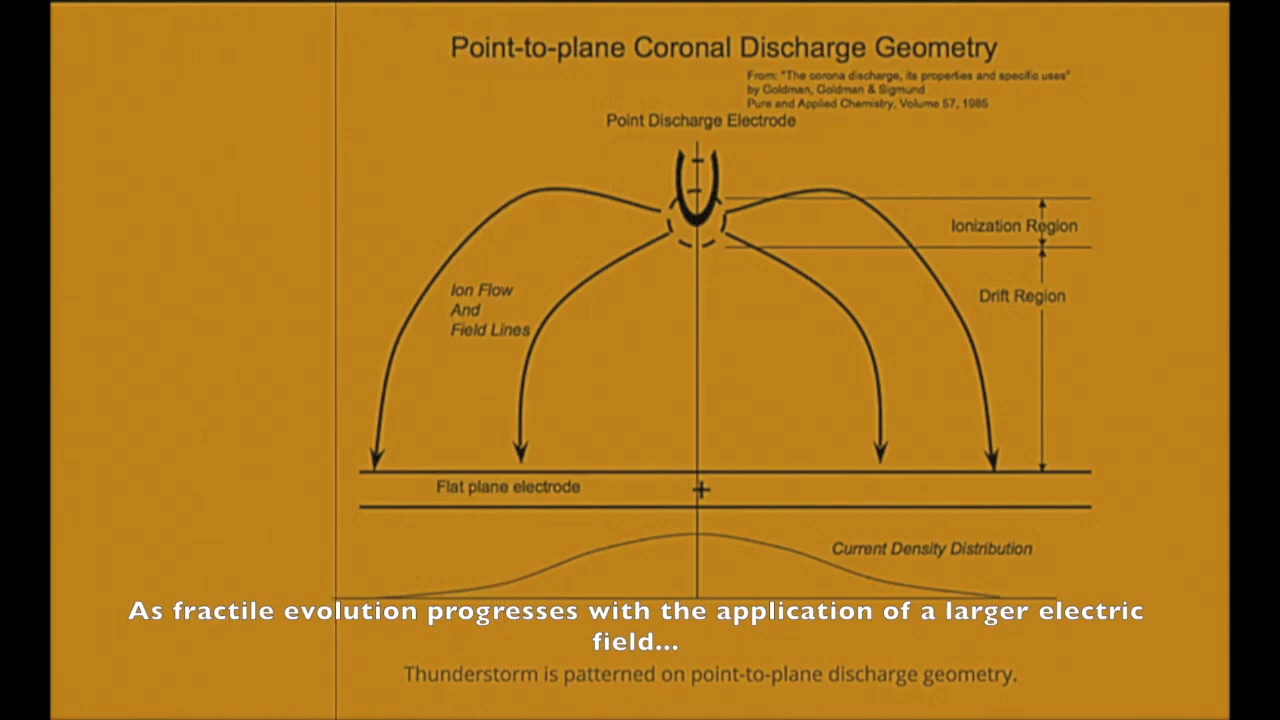 Point-to-plane Coronal Discharge Geometry
From: "The corona discharge, its properties and specific uses"
by Goldman, Goldman & Sigmund
Pure and Applied Chemistry, Volume 57, 1985
Point Discharge Electrode
−
Ionization Region
Drift Region
Ion Flow
And
Field Lines
Flat plane electrode
+
Current Density Distribution
As fractile evolution progresses with the application of a larger electric
field...
Thunderstorm is patterned on point-to-plane discharge geometry.